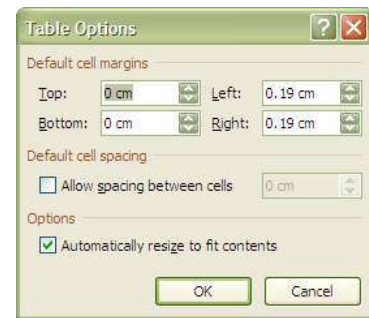 Table Options
Default cell margins
Top: 0 cm Left: 0.19 cm
Bottom: 0 cm Right: 0.19 cm
Default cell spacing
Allow spacing between cells 0 cm
Options
Automatically resize to fit contents
OK Cancel